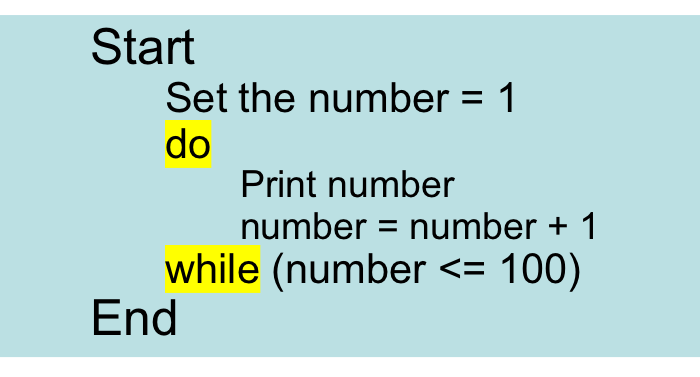 Start
Set the number = 1
do
Print number
number = number + 1
while (number <= 100)
End